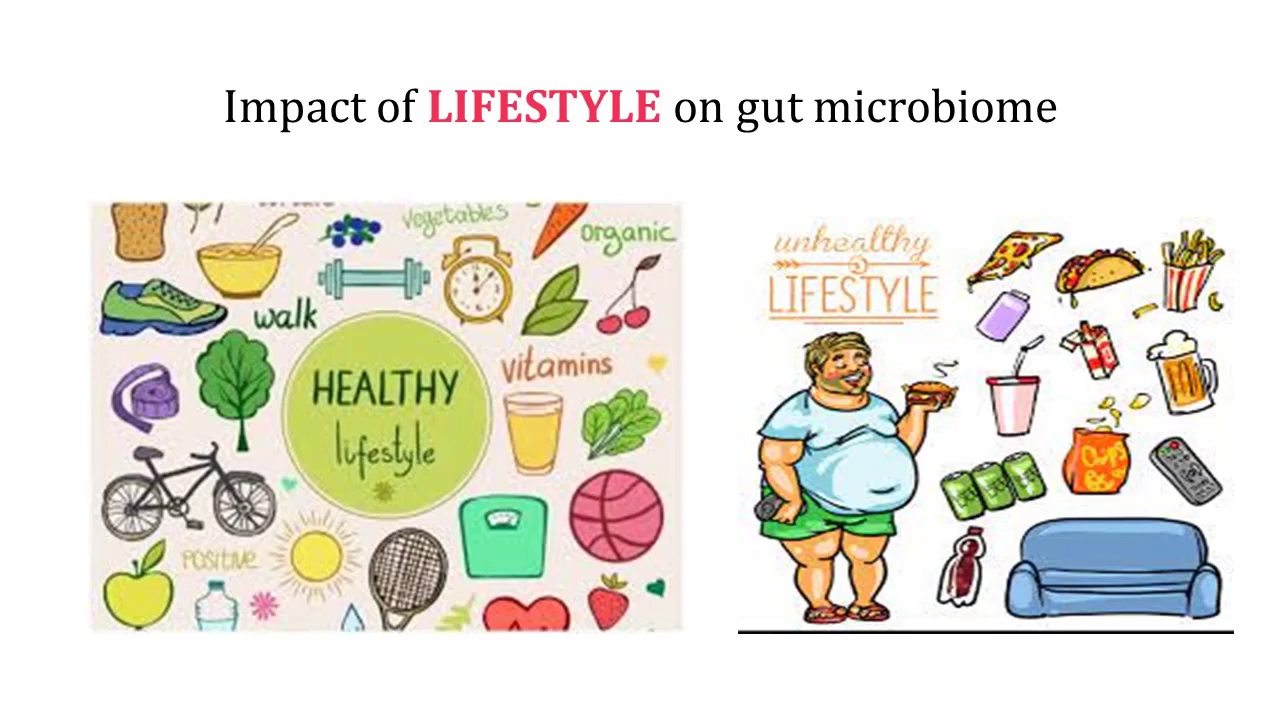 Impact of LIFESTYLE on gut microbiome
vegetables
organic
walk
vitamins
HEALTHY
lifestyle
POSITIVE
unhealthy
LIFESTYLE